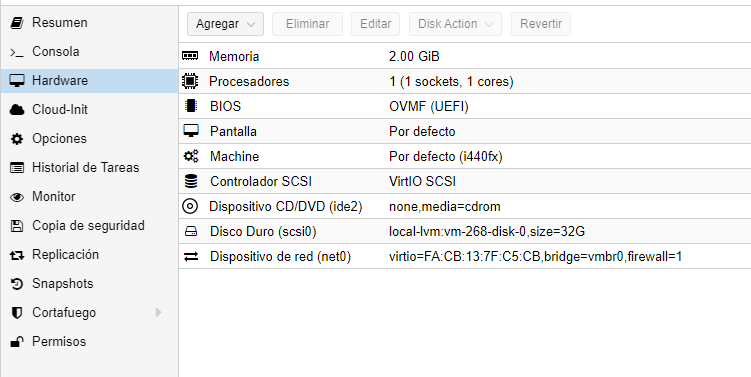 Resumen
Consola
Hardware
Cloud-Init
Opciones
Historial de Tareas
Monitor
Copia de seguridad
Replicación
Snapshots
Cortafuego
Permisos
Agregar Eliminar Editar Disk Action Revertir
Memoria 2.00 GiB
Procesadores 1 (1 sockets, 1 cores)
BIOS OVMF (UEFI)
Pantalla Por defecto
Machine Por defecto (i440fx)
Controlador SCSI VirtIO SCSI
Dispositivo CD/DVD (ide2) none,media=cdrom
Disco Duro (scsi0) local-lvm:vm-268-disk-0,size=32G
Dispositivo de red (net0) virtio=FA:CB:13:7F:C5:CB,bridge=vmbr0,firewall=1